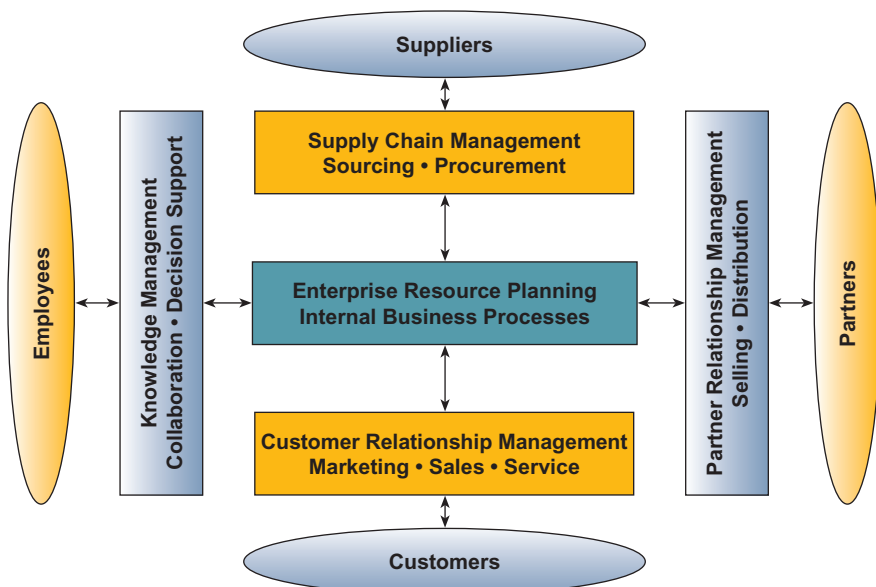 Suppliers
Supply Chain Management
Sourcing • Procurement
Employees
Knowledge Management
Collaboration • Decision Support
Enterprise Resource Planning
Internal Business Processes
Partner Relationship Management
Selling • Distribution
Partners
Customer Relationship Management
Marketing • Sales • Service
Customers